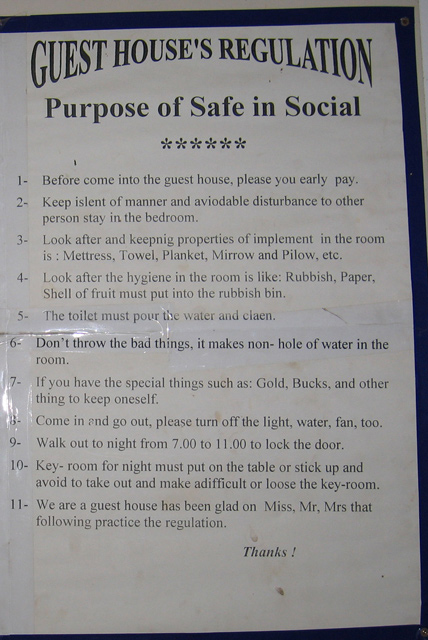 GUEST HOUSE'S REGULATION
Purpose of Safe in Social
******
1- Before come into the guest house, please you early pay.
2- Keep islent of manner and aviodable disturbance to other
person stay in the bedroom.
3- Look after and keepnig properties of implement in the room
is : Mettress, Towel, Planket, Mirrow and Pilow, etc.
4- Look after the hygiene in the room is like: Rubbish, Paper,
Shell of fruit must put into the rubbish bin.
5- The toilet must pour the water and claen.
6- Don't throw the bad things, it makes non- hole of water in the
room.
7- If you have the special things such as: Gold, Bucks, and other
thing to keep oneself.
8- Come in and go out, please turn off the light, water, fan, too.
9- Walk out to night from 7.00 to 11.00 to lock the door.
10- Key- room for night must put on the table or stick up and
avoid to take out and make adifficult or loose the key-room.
11- We are a guest house has been glad on Miss, Mr, Mrs that
following practice the regulation.
Thanks !